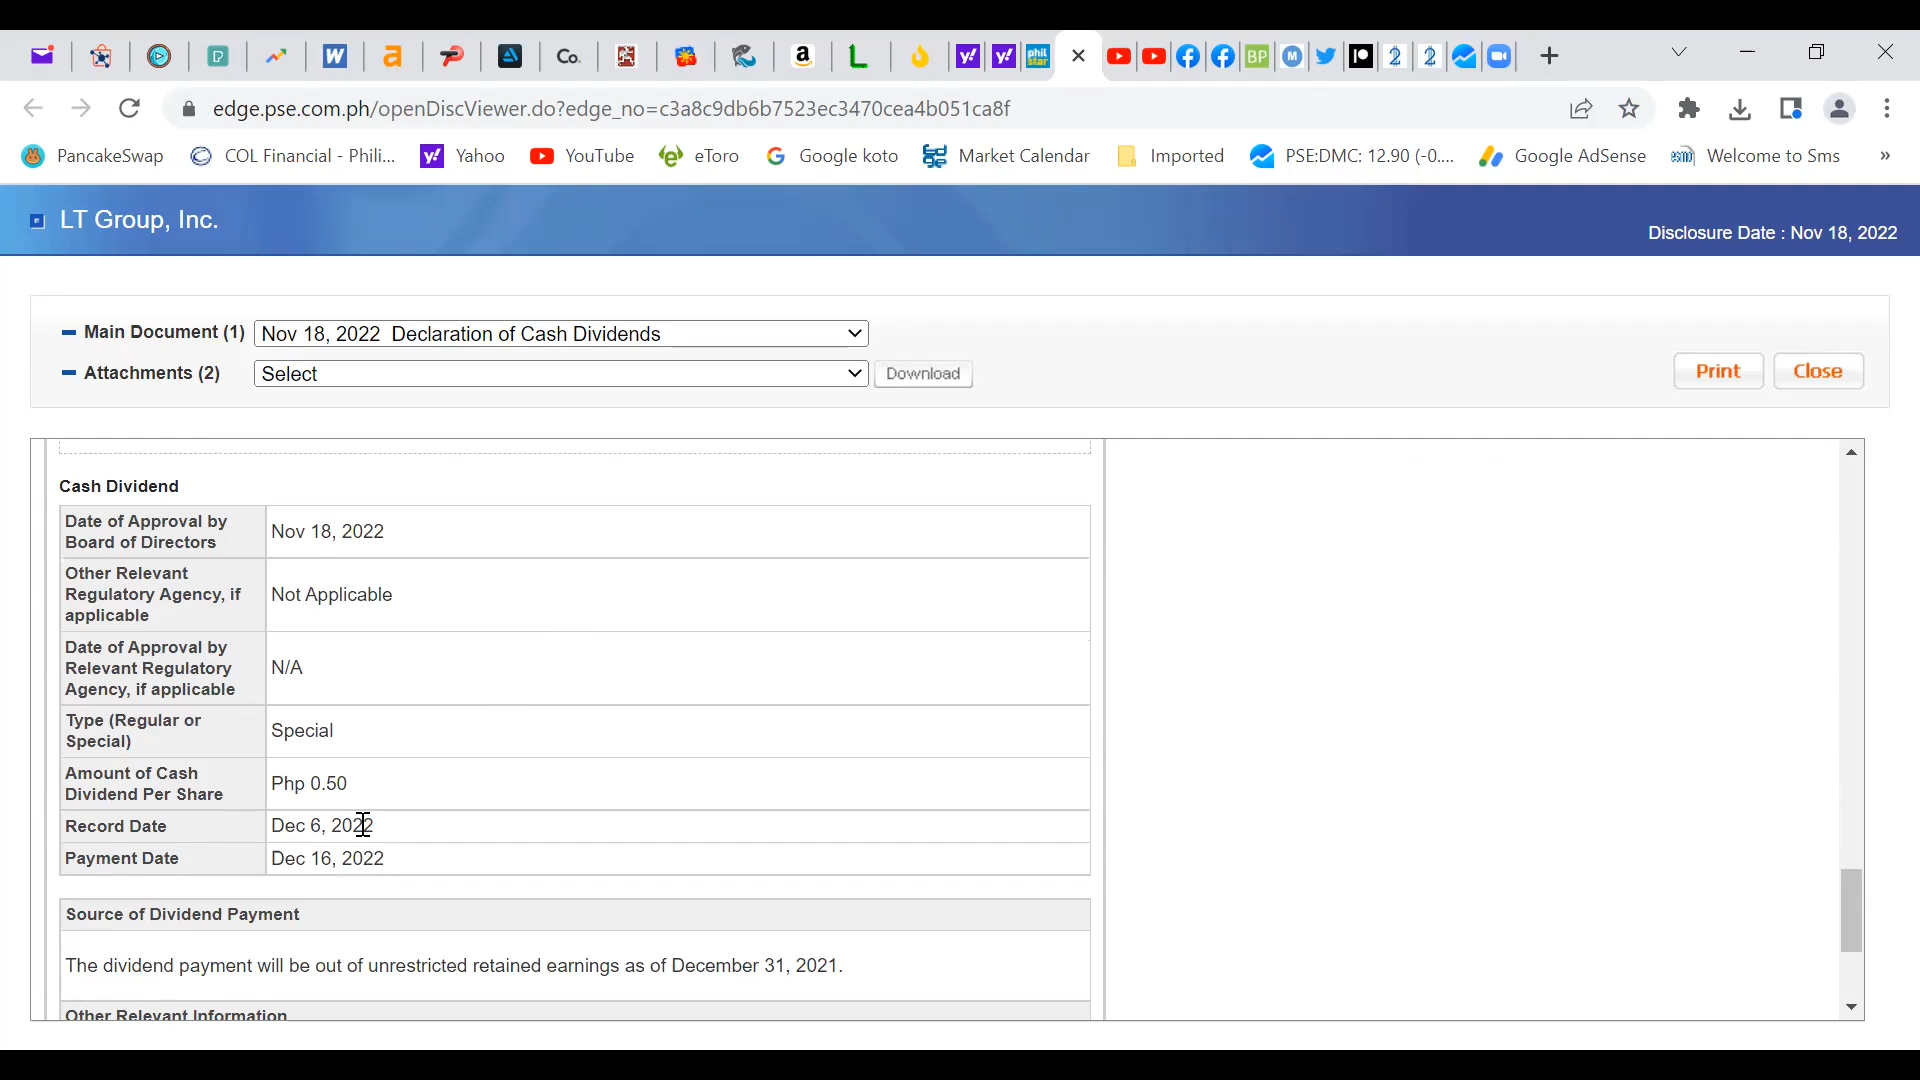 Co.
phil
star
BP
edge.pse.com.ph/openDiscViewer.do?edge_no=c3a8c9db6b7523ec3470cea4b051ca8f
PancakeSwap COL Financial - Phili... Yahoo YouTube eToro Google koto Market Calendar Imported PSE:DMC: 12.90 (-0.... Google AdSense Welcome to Sms »
LT Group, Inc.
Disclosure Date : Nov 18, 2022
Main Document (1) Nov 18, 2022 Declaration of Cash Dividends
Attachments (2) Select Download Print Close
Cash Dividend
Date of Approval by
Board of Directors
Nov 18, 2022
Other Relevant
Regulatory Agency, if
applicable
Not Applicable
Date of Approval by
Relevant Regulatory
Agency, if applicable
N/A
Type (Regular or
Special)
Special
Amount of Cash
Dividend Per Share
Php 0.50
Record Date Dec 6, 2022
Payment Date Dec 16, 2022
Source of Dividend Payment
The dividend payment will be out of unrestricted retained earnings as of December 31, 2021.
Other Relevant Information